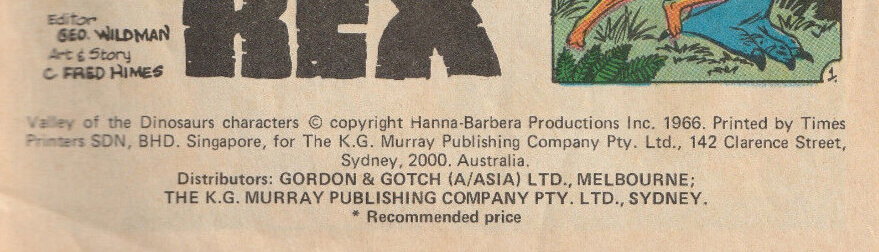 Editor
GEO. WILDMAN
Art & Story
C FRED HIMES
REX
1.
Valley of the Dinosaurs characters © copyright Hanna-Barbera Productions Inc. 1966. Printed by Times
Printers SDN, BHD. Singapore, for The K.G. Murray Publishing Company Pty. Ltd., 142 Clarence Street,
Sydney, 2000. Australia.
Distributors: GORDON & GOTCH (A/ASIA) LTD., MELBOURNE;
THE K.G. MURRAY PUBLISHING COMPANY PTY. LTD., SYDNEY.
* Recommended price